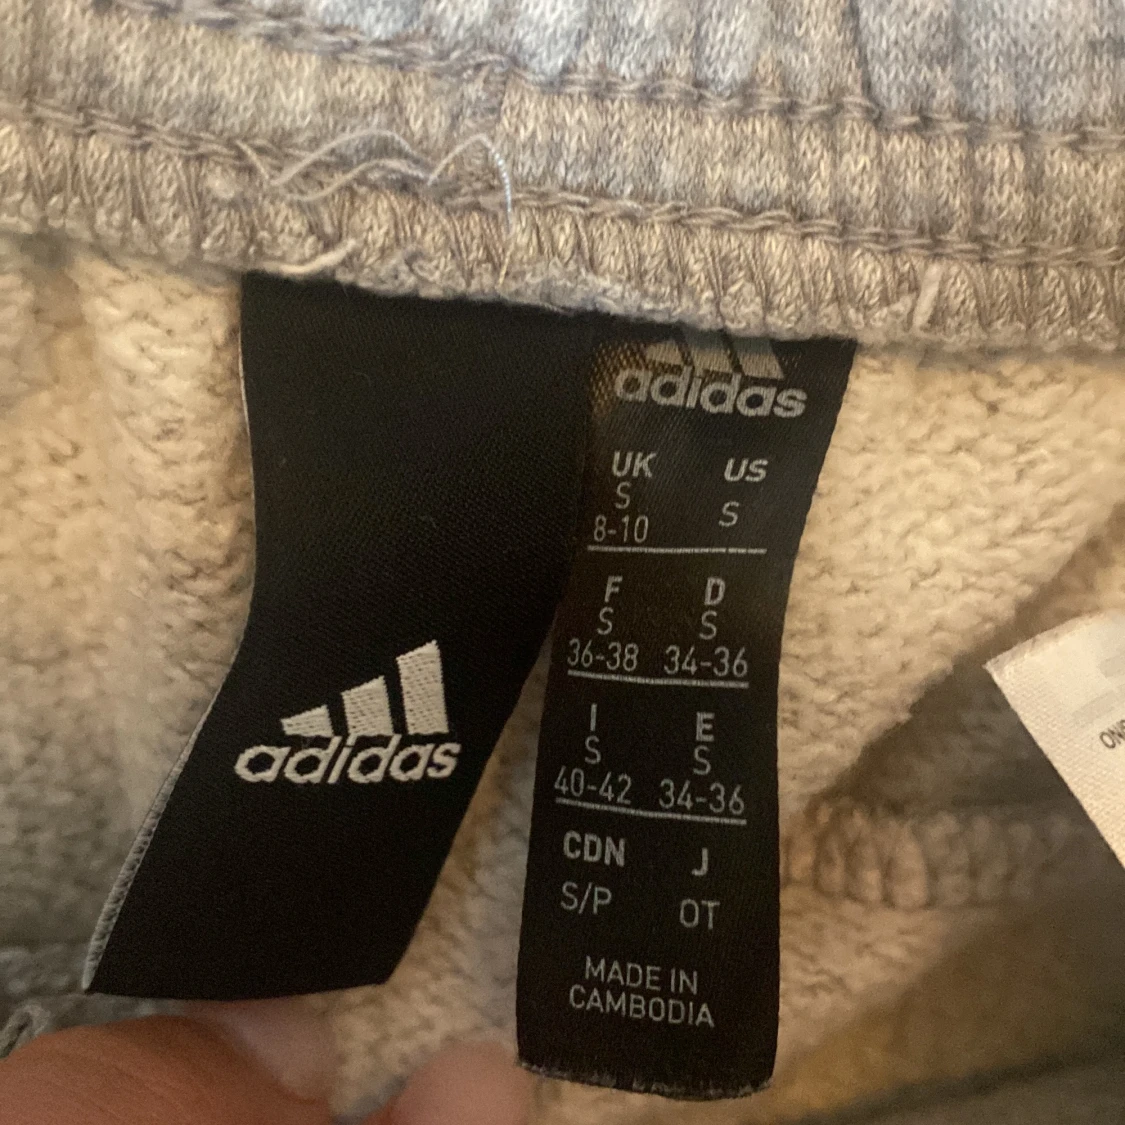 adidas
adidas
UK US
S S
8-10
F D
S S
36-38 34-36
I E
S S
40-42 34-36
CDN J
S/P OT
MADE IN
CAMBODIA